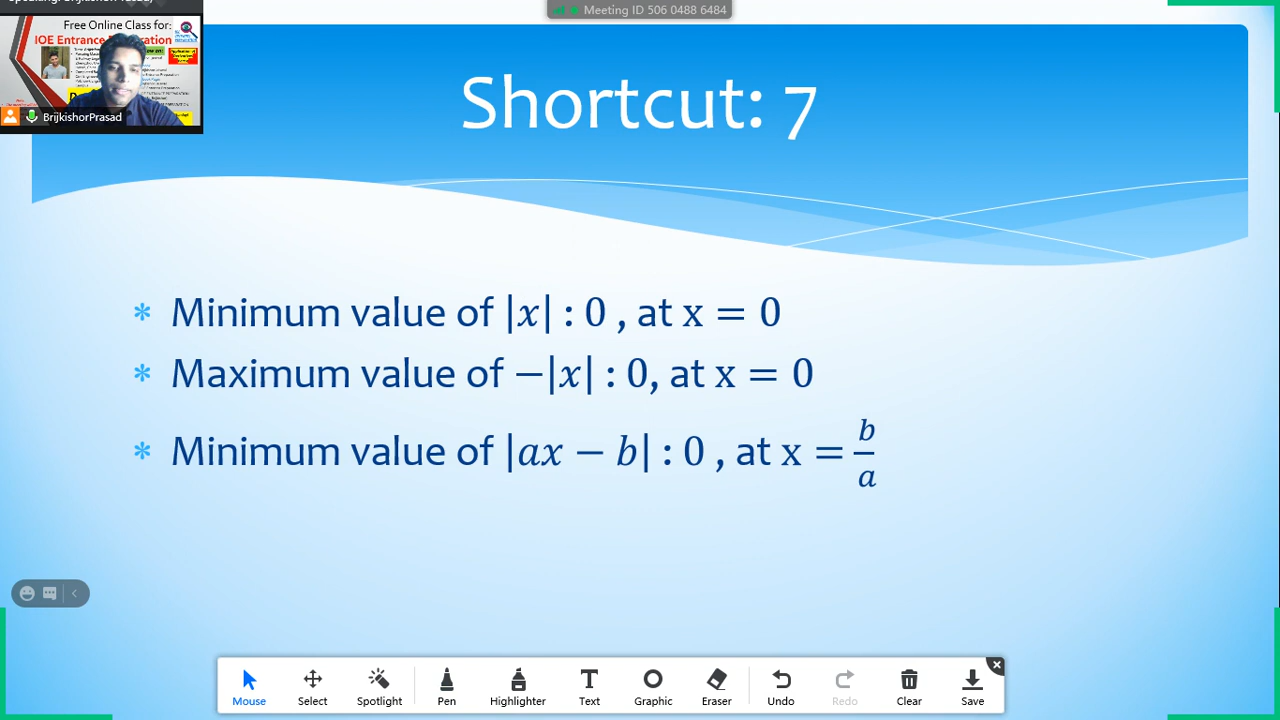 Speaking: BrijkishorPrasad;
Meeting ID 506 0488 6484
Free Online Class for:
IOE Entrance
BrijkishorPrasad
Shortcut: 7
* Minimum value of |x| : 0 , at x = 0
* Maximum value of −|x| : 0, at x = 0
* Minimum value of |ax − b| : 0 , at x = b/a
Mouse Select Spotlight Pen Highlighter Text Graphic Eraser Undo Redo Clear Save